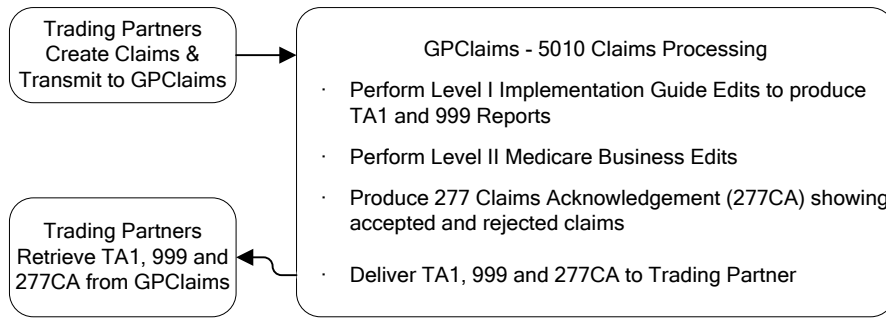 Trading Partners
Create Claims &
Transmit to GPClaims
GPClaims - 5010 Claims Processing
· Perform Level I Implementation Guide Edits to produce
TA1 and 999 Reports
· Perform Level II Medicare Business Edits
· Produce 277 Claims Acknowledgement (277CA) showing
accepted and rejected claims
· Deliver TA1, 999 and 277CA to Trading Partner
Trading Partners
Retrieve TA1, 999 and
277CA from GPClaims